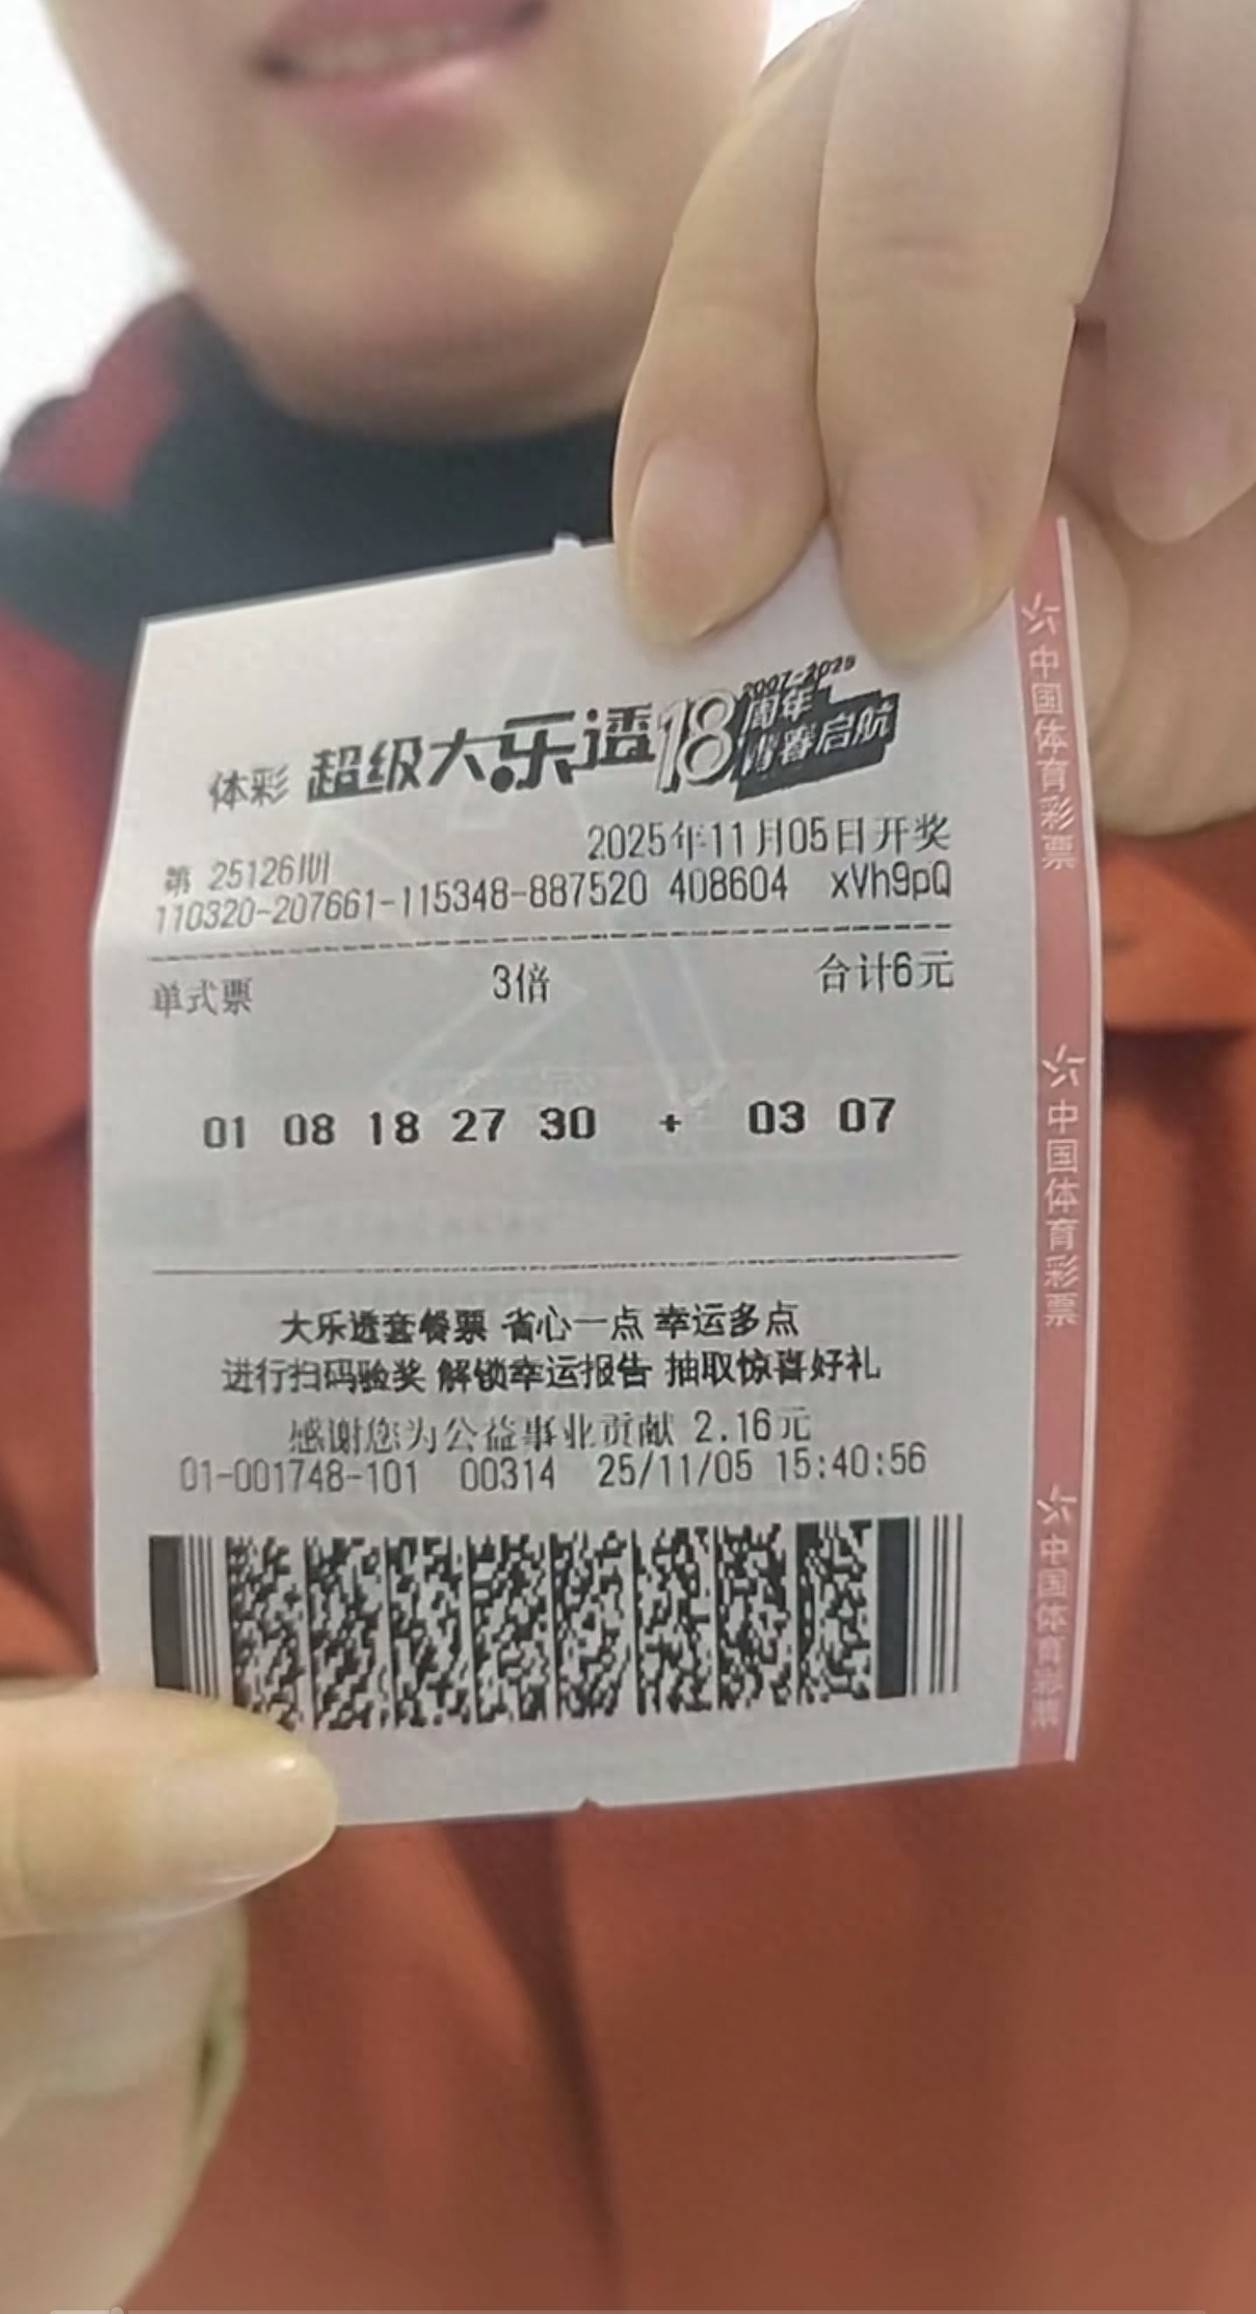 体彩 超级大乐透 18 周年 2007-2025 青春启航
第 25126期 2025年11月05日开奖
110320-207661-115348-887520 408604 xVh9pQ
单式票 3倍 合计6元
01 08 18 27 30 + 03 07
大乐透套餐票 省心一点 幸运多点
进行扫码验奖 解锁幸运报告 抽取惊喜好礼
感谢您为公益事业贡献 2.16元
01-001748-101 00314 25/11/05 15:40:56
中国体育彩票
中国体育彩票
中国体育彩票